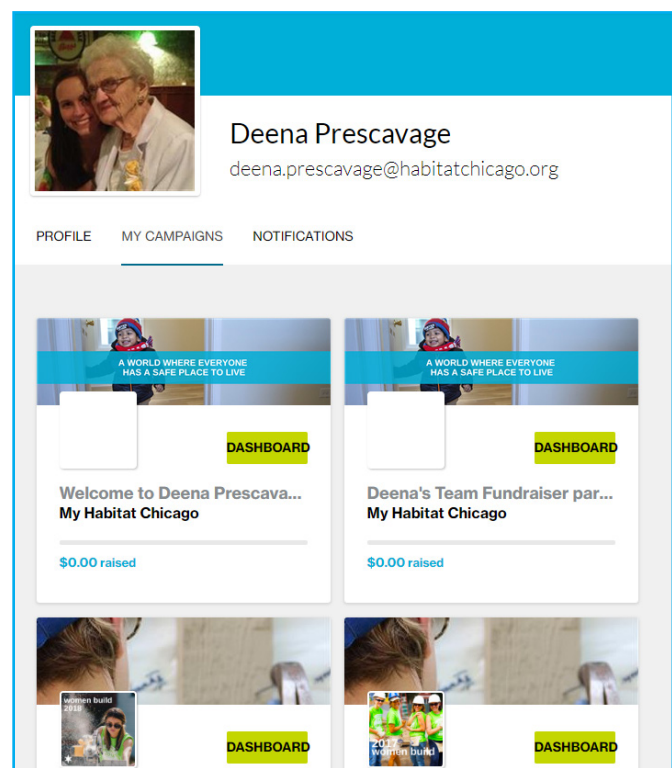 Deena Prescavage
deena.prescavage@habitatchicago.org
PROFILE MY CAMPAIGNS NOTIFICATIONS
A WORLD WHERE EVERYONE
HAS A SAFE PLACE TO LIVE
DASHBOARD
Welcome to Deena Prescava...
My Habitat Chicago
$0.00 raised
A WORLD WHERE EVERYONE
HAS A SAFE PLACE TO LIVE
DASHBOARD
Deena's Team Fundraiser par...
My Habitat Chicago
$0.00 raised
women build
2018
DASHBOARD
2017
women build
DASHBOARD